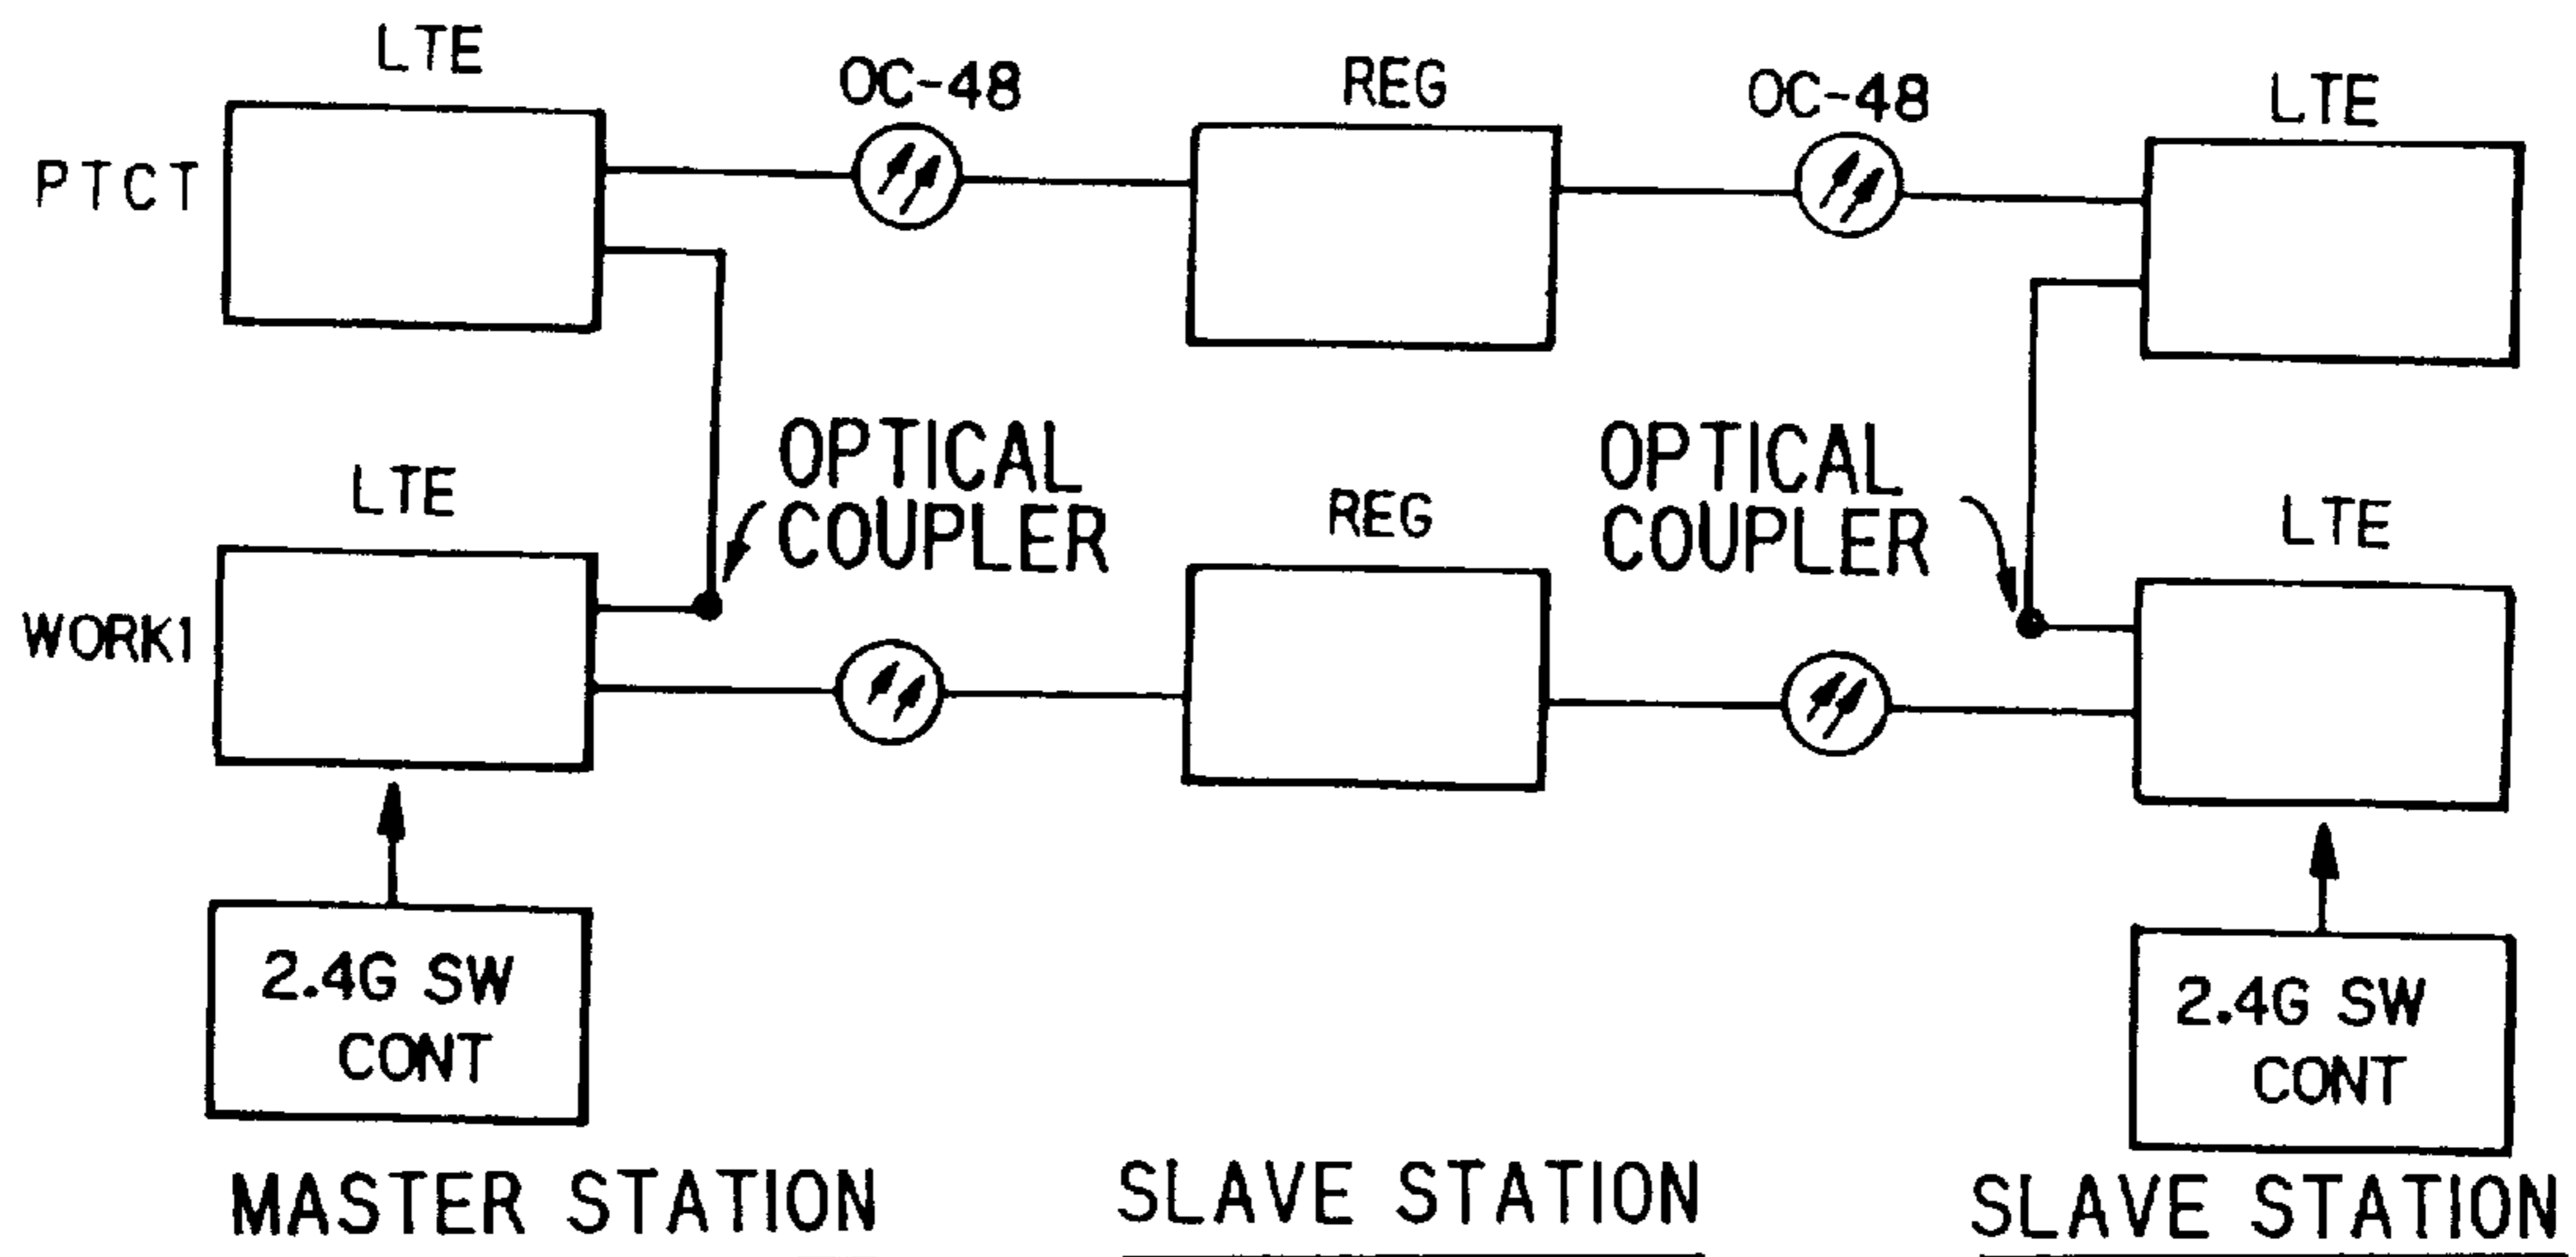 LTE
OC-48
REG
OC-48
LTE
PTCT
OPTICAL
COUPLER
OPTICAL
COUPLER
LTE
REG
LTE
WORK1
2.4G SW
CONT
2.4G SW
CONT
MASTER STATION
SLAVE STATION
SLAVE STATION